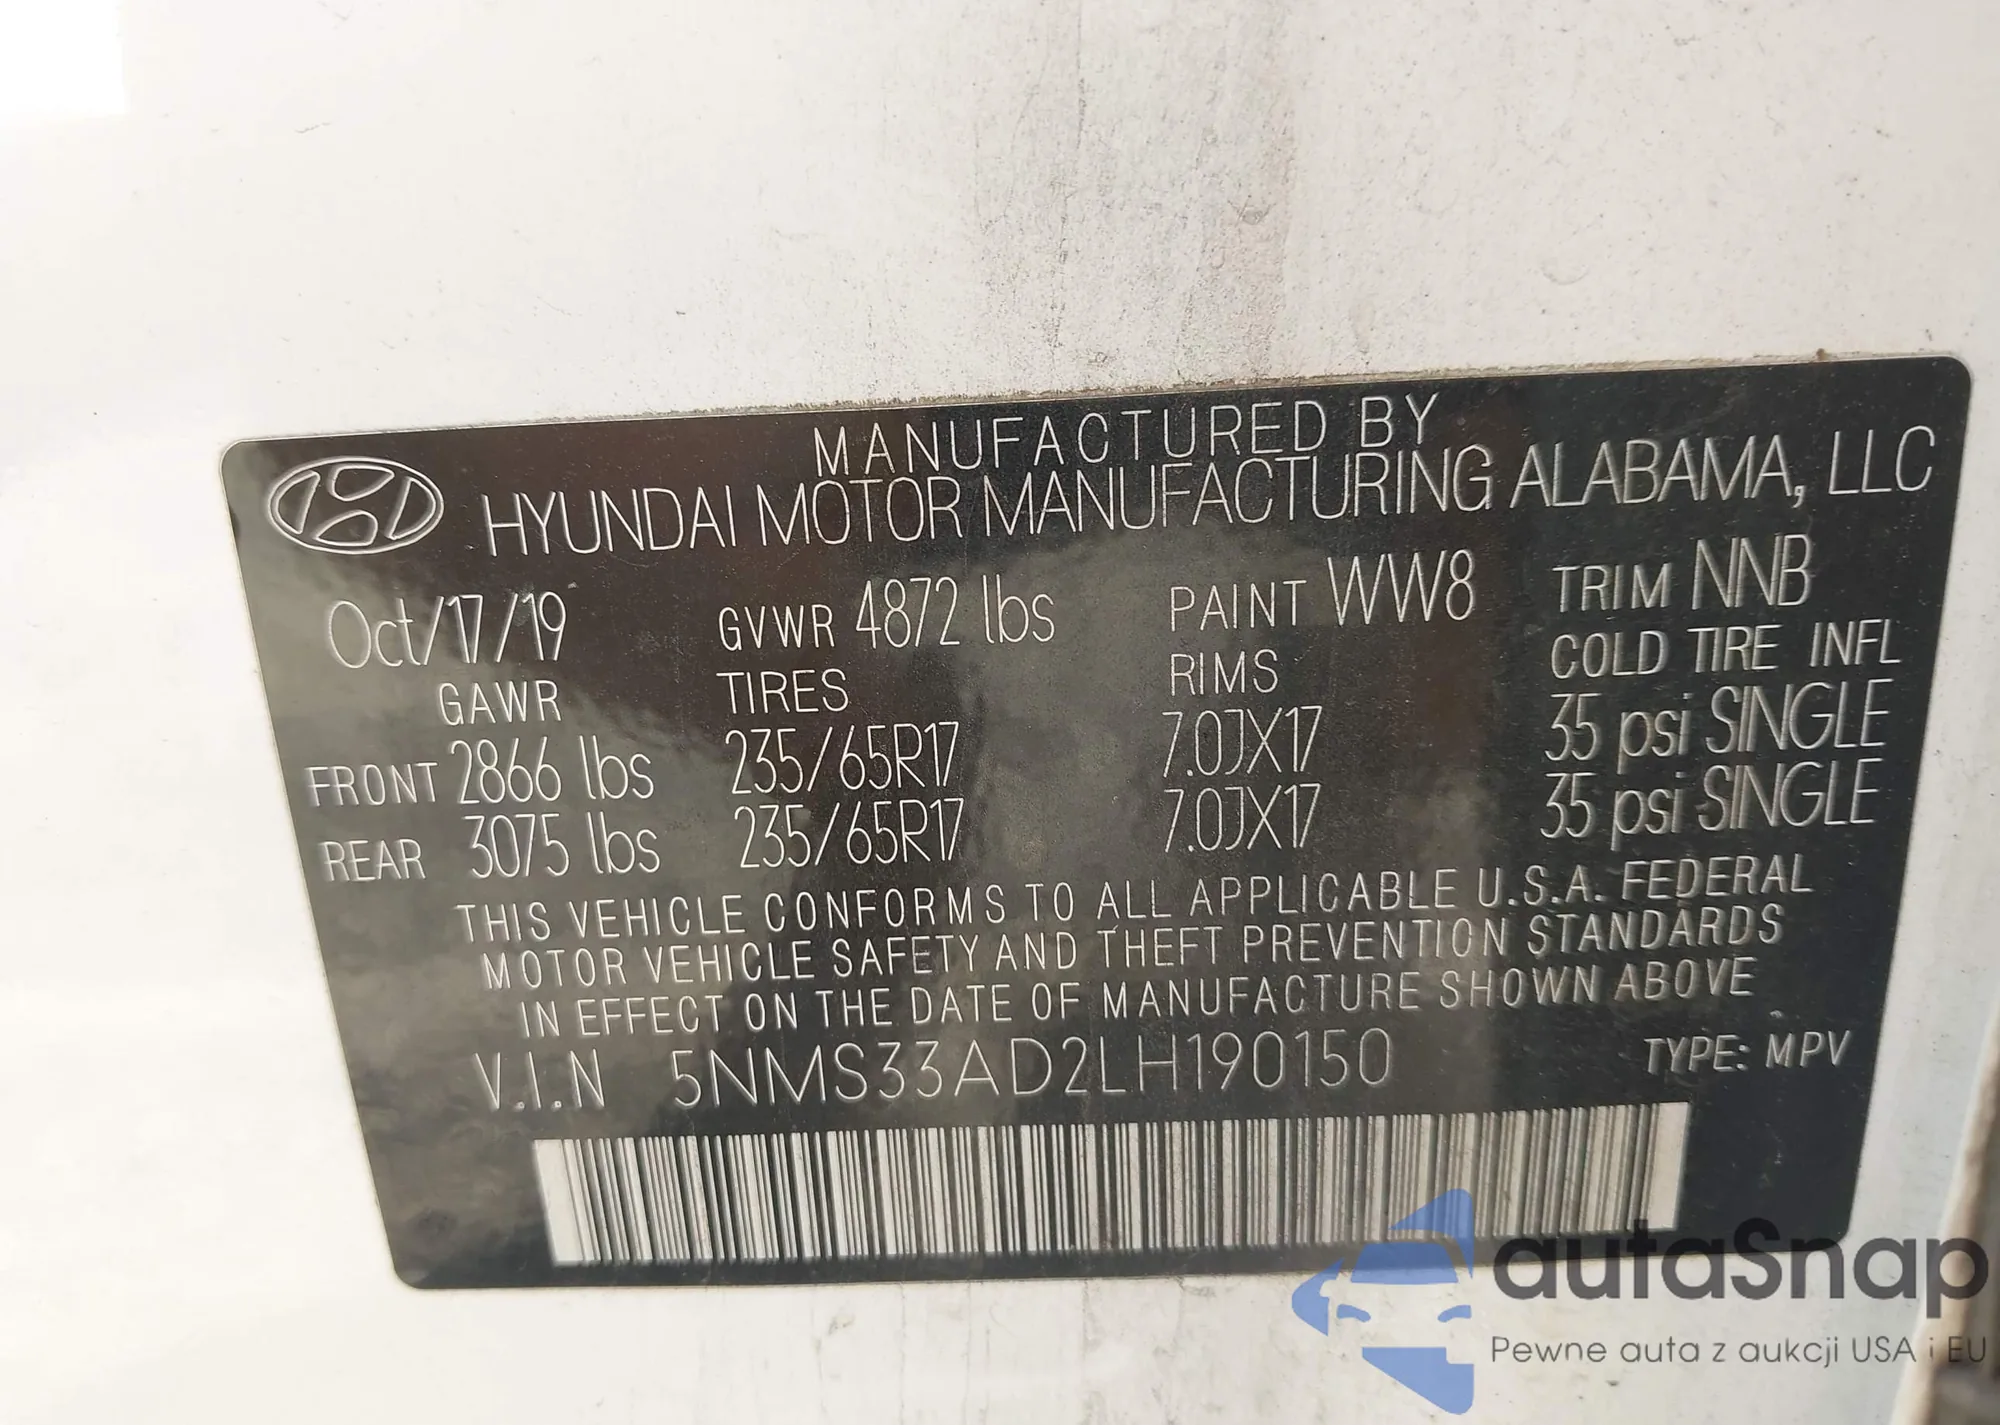 MANUFACTURED BY
HYUNDAI MOTOR MANUFACTURING ALABAMA, LLC
Oct/17/19 GVWR 4872 lbs PAINT WW8 TRIM NNB
GAWR TIRES RIMS COLD TIRE INFL
FRONT 2866 lbs 235/65R17 7.0JX17 35 psi SINGLE
REAR 3075 lbs 235/65R17 7.0JX17 35 psi SINGLE
THIS VEHICLE CONFORMS TO ALL APPLICABLE U.S.A. FEDERAL
MOTOR VEHICLE SAFETY AND THEFT PREVENTION STANDARDS
IN EFFECT ON THE DATE OF MANUFACTURE SHOWN ABOVE
V.I.N 5NMS33AD2LH190150 TYPE: MPV
autaSnap
Pewne auta z aukcji USA i EU